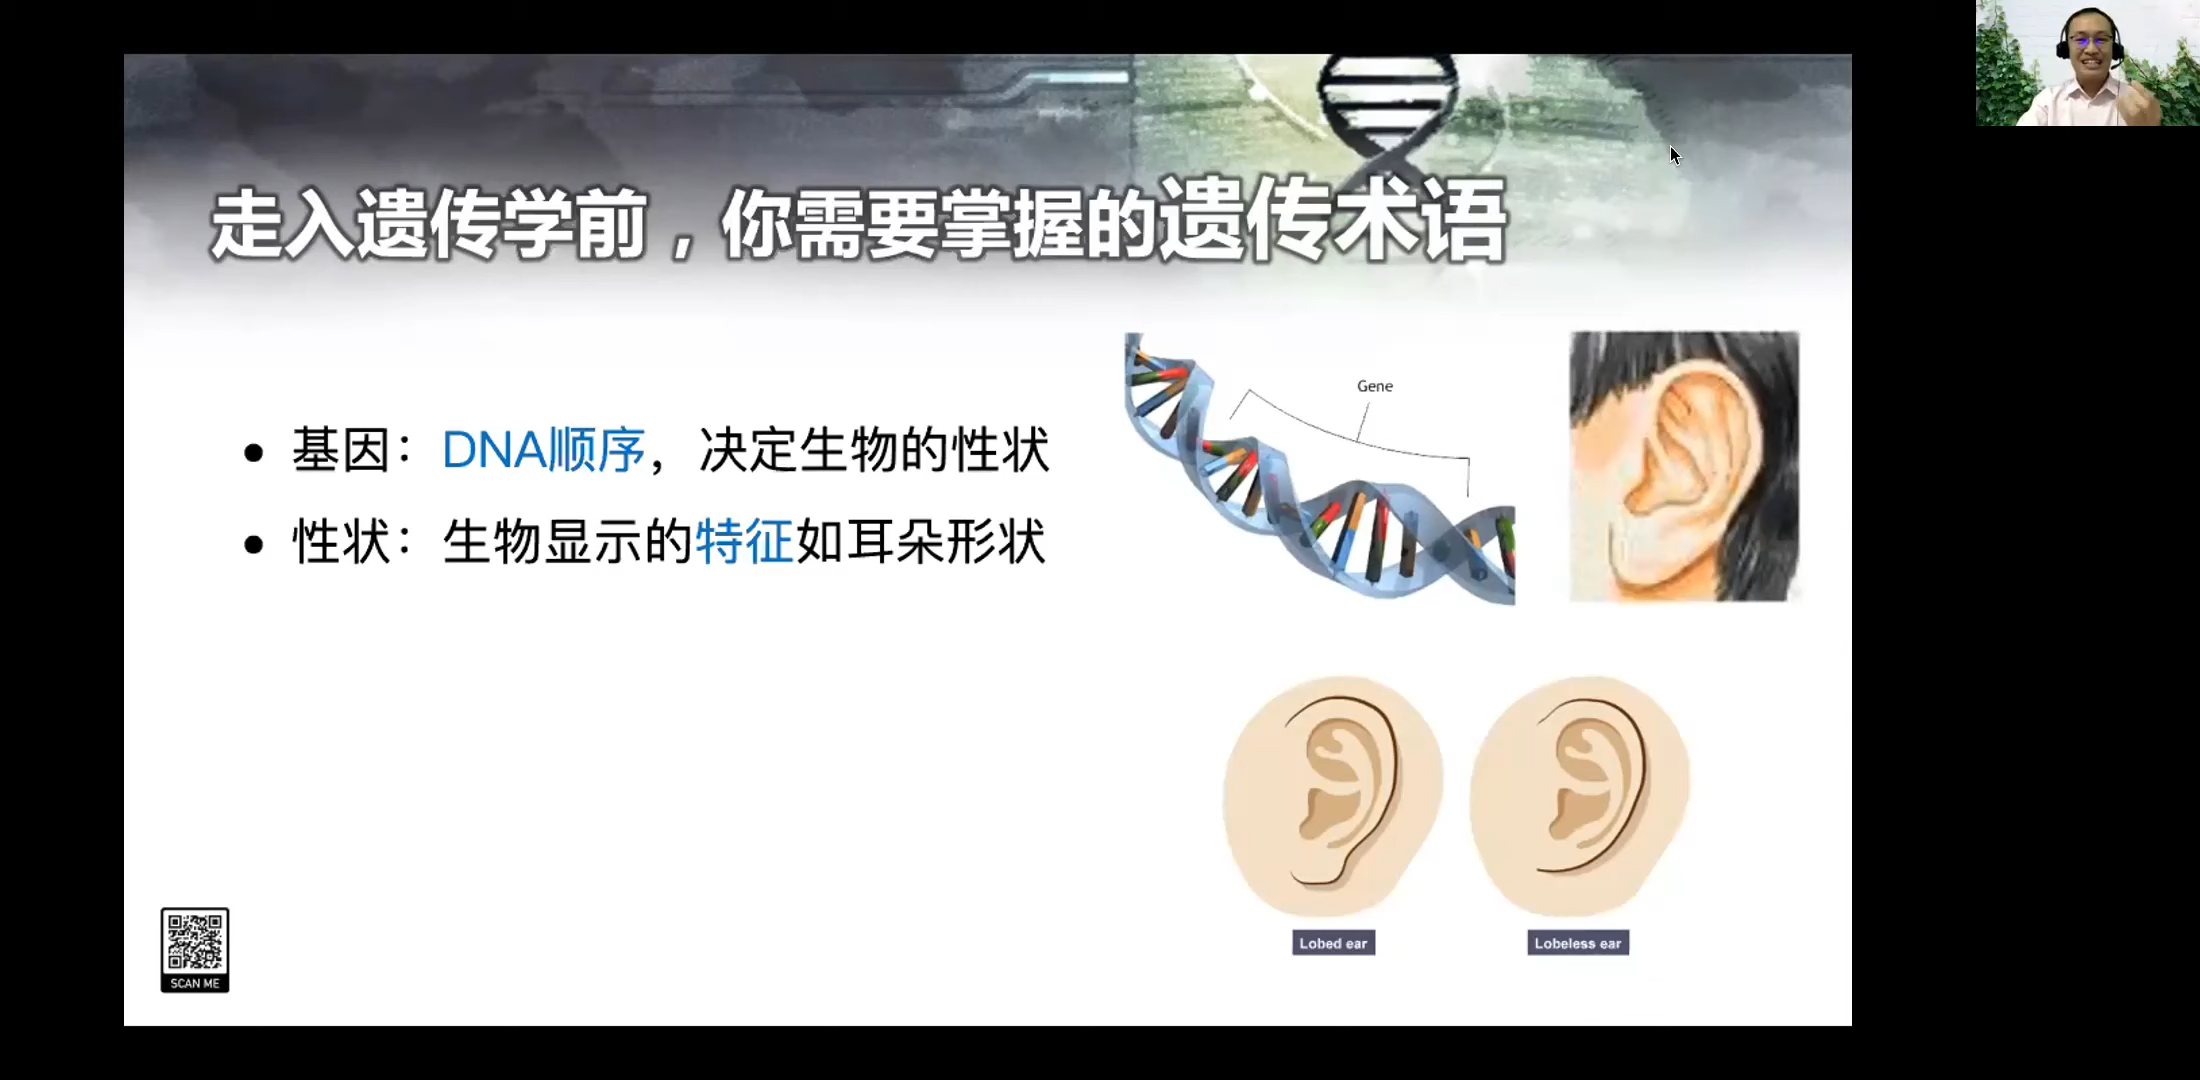 走入遗传学前，你需要掌握的遗传术语
• 基因：DNA顺序，决定生物的性状
• 性状：生物显示的特征如耳朵形状
Gene
Lobed ear
Lobeless ear
SCAN ME